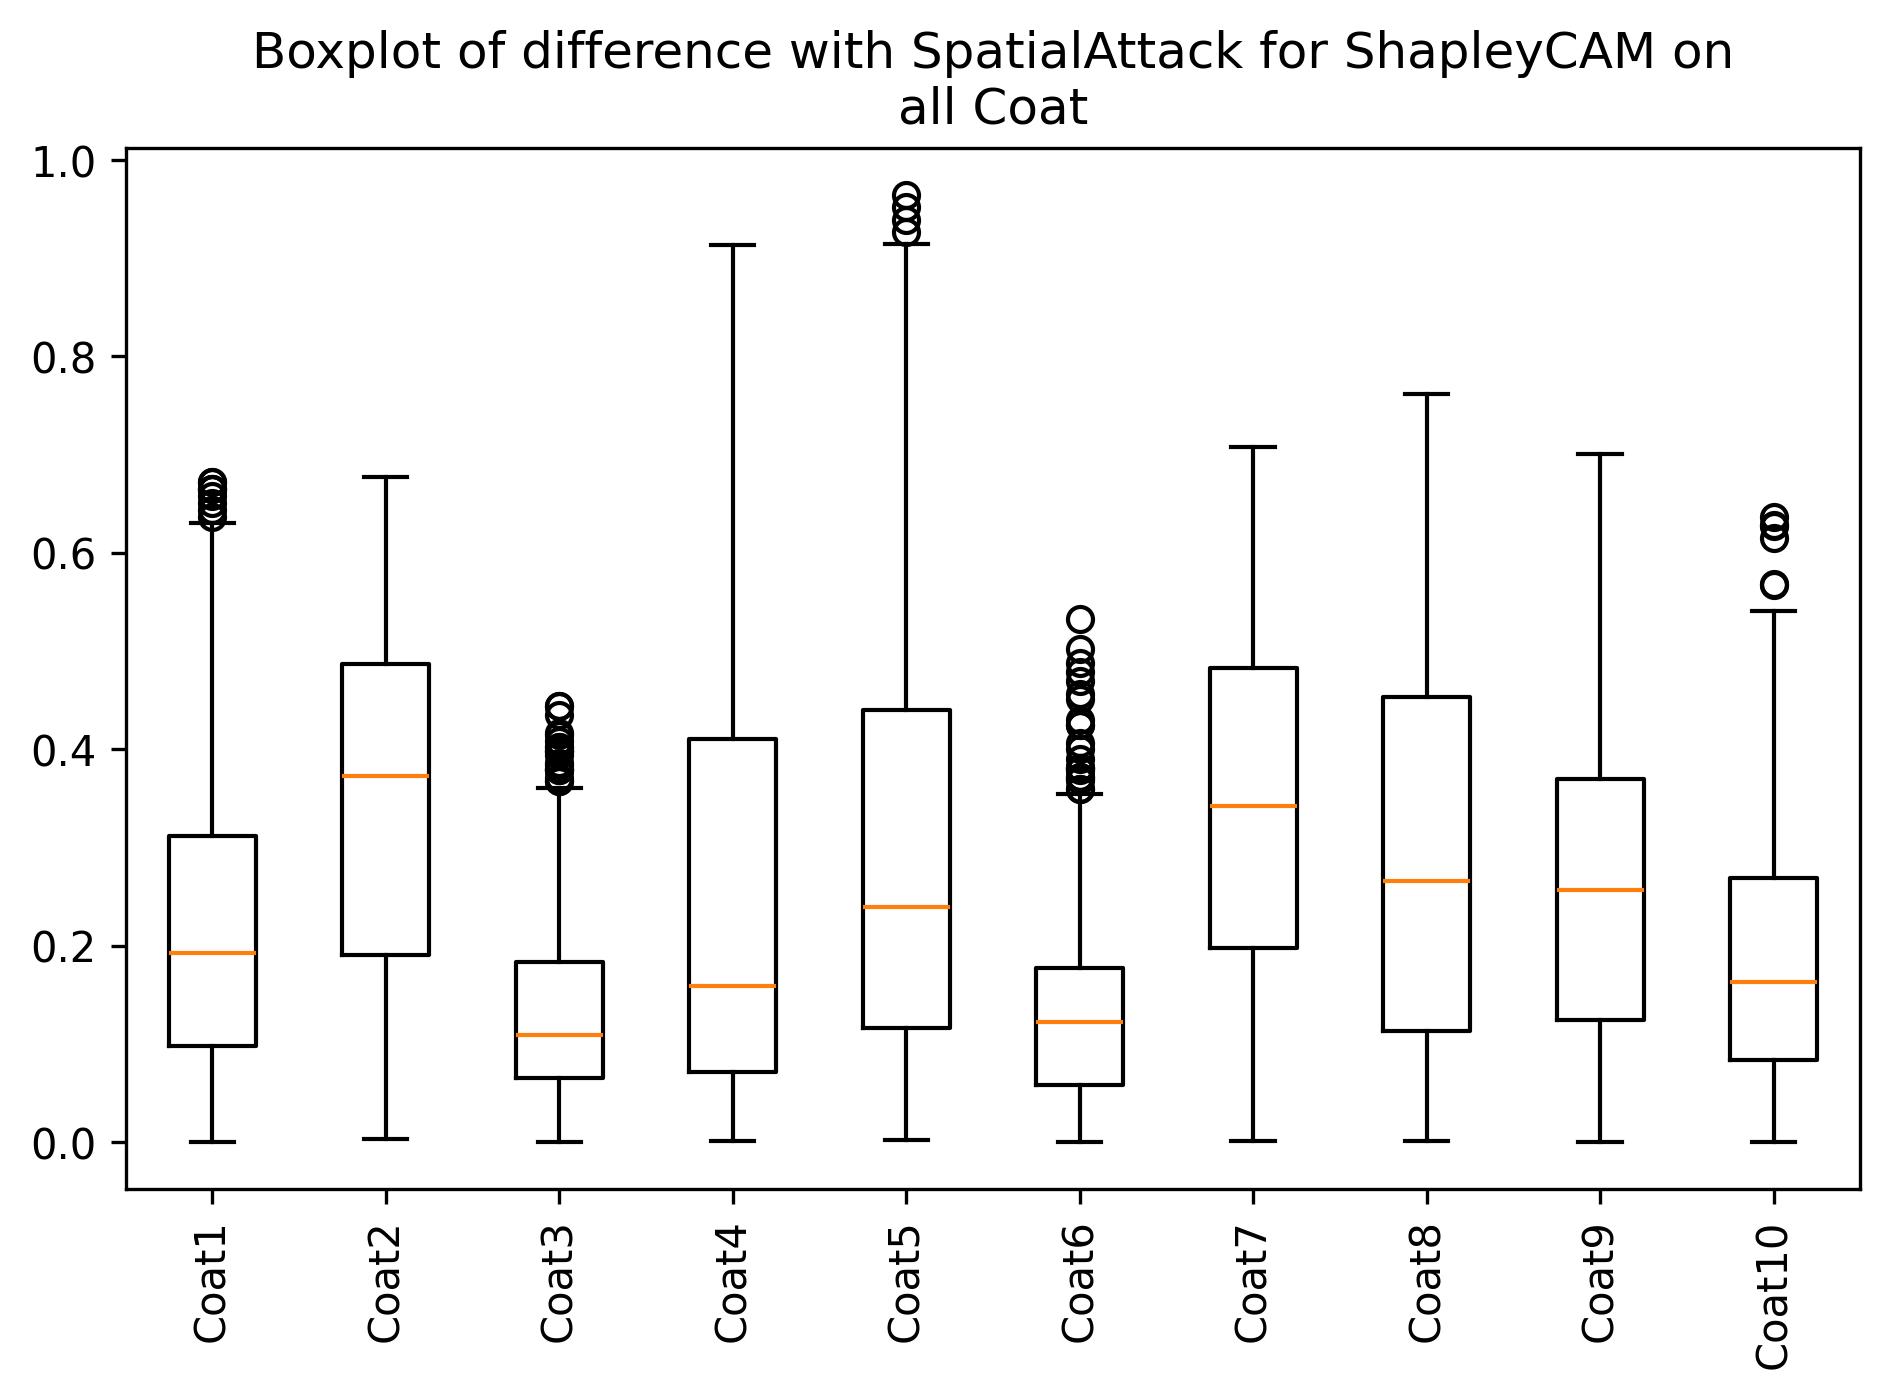 Boxplot of difference with SpatialAttack for ShapleyCAM on
all Coat
1.0
0.8
0.6
0.4
0.2
0.0
Coat1
Coat2
Coat3
Coat4
Coat5
Coat6
Coat7
Coat8
Coat9
Coat10